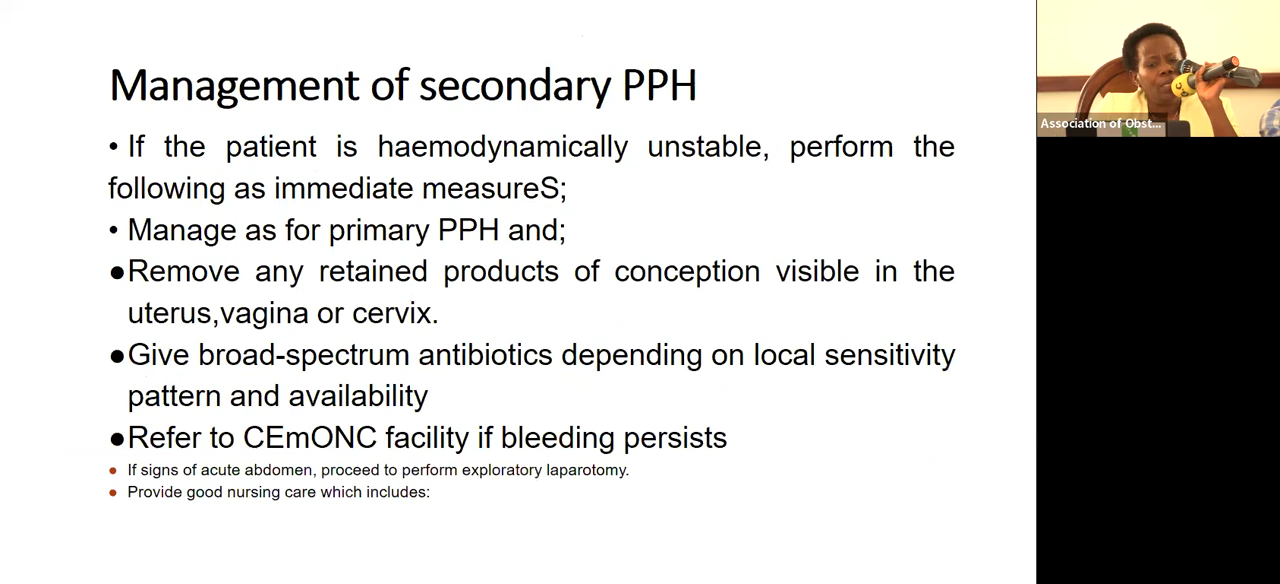 Management of secondary PPH
• If the patient is haemodynamically unstable, perform the
following as immediate measureS;
• Manage as for primary PPH and;
●Remove any retained products of conception visible in the
uterus,vagina or cervix.
●Give broad-spectrum antibiotics depending on local sensitivity
pattern and availability
●Refer to CEmONC facility if bleeding persists
• If signs of acute abdomen, proceed to perform exploratory laparotomy.
• Provide good nursing care which includes:
Association of Obst...